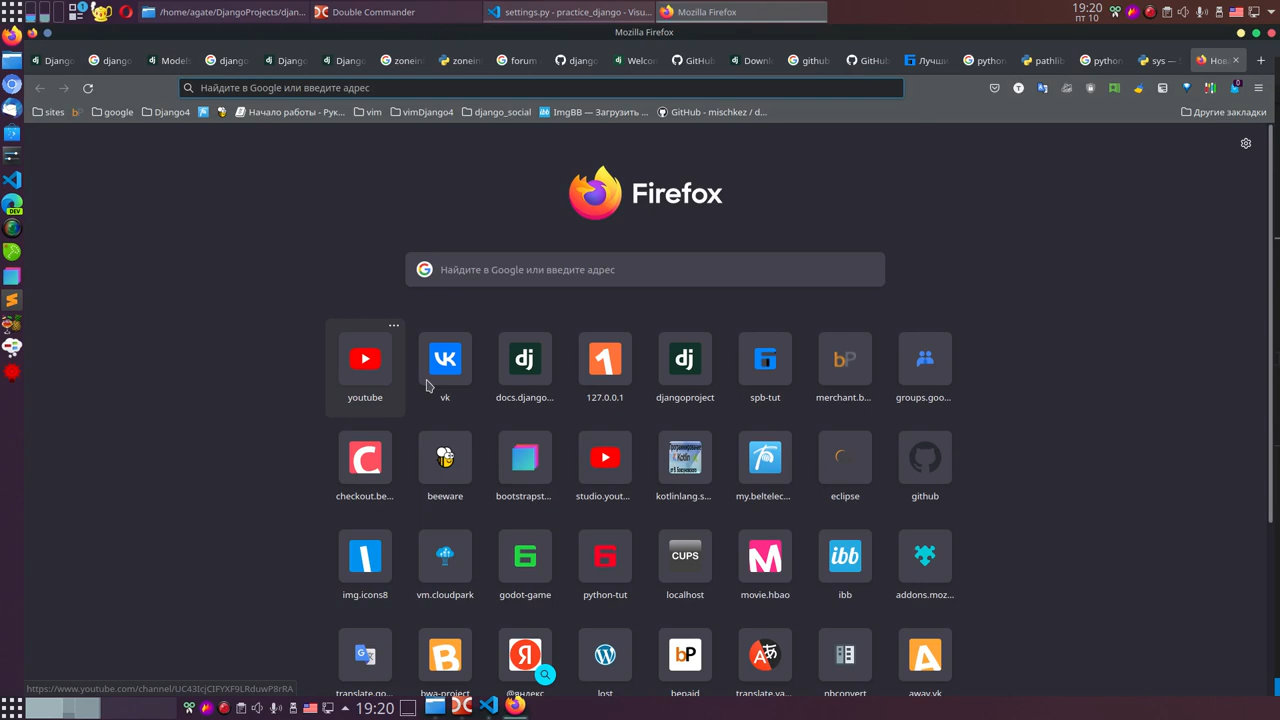 /home/agate/DjangoProjects/djan...
Double Commander
settings.py - practice_django - Visu...
Mozilla Firefox
19:20
пт 10
Mozilla Firefox
Django
django
Models
django
Django
Django
zonein
zonein
forum
django
Welcon
GitHub
Downl
github
GitHub
Лучши
python
pathlib
python
sys —
Нова
Найдите в Google или введите адрес
sites
google
Django4
Начало работы - Рук...
vim
vimDjango4
django_social
ImgBB — Загрузить ...
GitHub - mischkez / d...
Другие закладки
Firefox
Найдите в Google или введите адрес
youtube
vk
docs.django...
127.0.0.1
djangoproject
spb-tut
merchant.b...
groups.goo...
checkout.be...
beeware
bootstrapst...
studio.yout...
kotlinlang.s...
my.beltelec...
eclipse
github
CUPS
ibb
img.icons8
vm.cloudpark
godot-game
python-tut
localhost
movie.hbao
ibb
addons.moz...
translate.go...
bwa-project
@яндекс
lost
bepaid
translate.ya...
nbconvert
away.vk
https://www.youtube.com/channel/UC43IcjCIFYXF9LRduwP8rRA
19:20